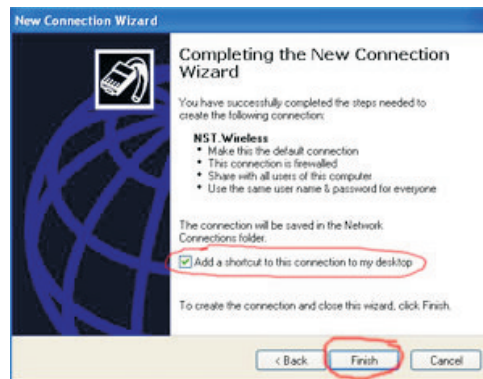 New Connection Wizard
Completing the New Connection
Wizard
You have successfully completed the steps needed to
create the following connection:
NST.Wireless
• Make this the default connection
• This connection is firewalled
• Share with all users of this computer
• Use the same user name & password for everyone
The connection will be saved in the Network
Connections folder.
Add a shortcut to this connection to my desktop
To create the connection and close this wizard, click Finish.
< Back Finish Cancel